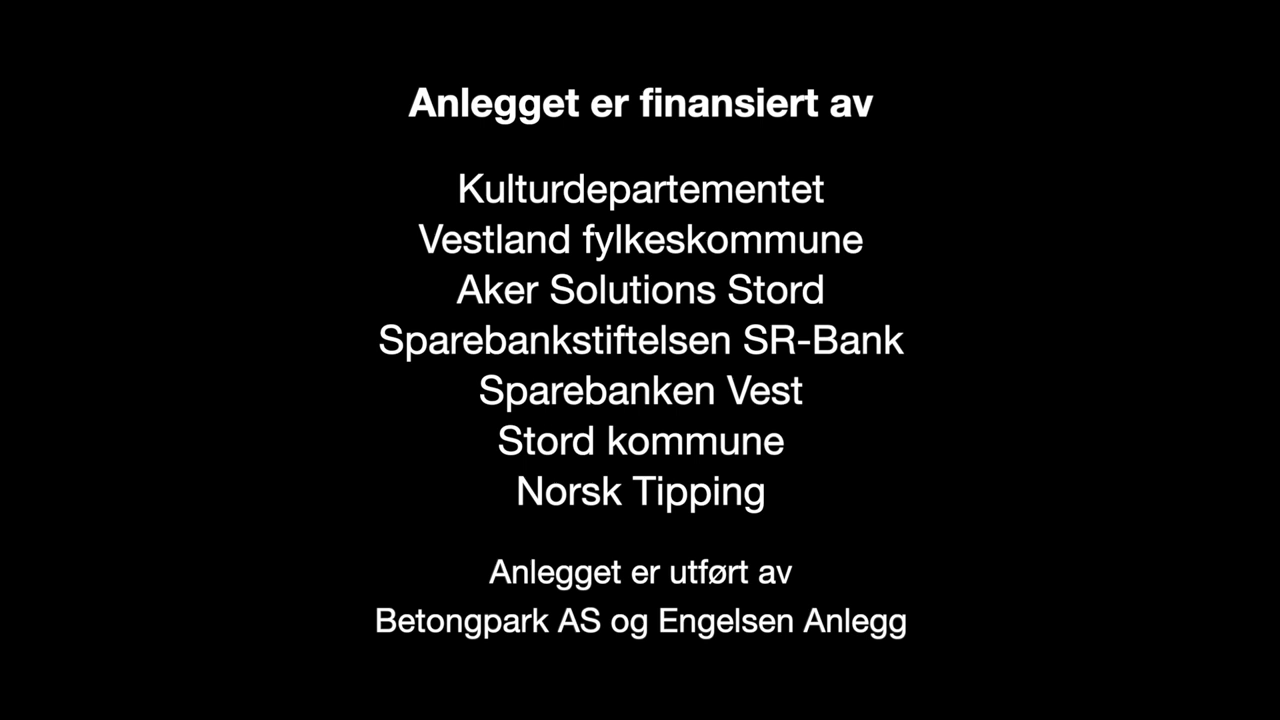 Anlegget er finansiert av
Kulturdepartementet
Vestland fylkeskommune
Aker Solutions Stord
Sparebankstiftelsen SR-Bank
Sparebanken Vest
Stord kommune
Norsk Tipping
Anlegget er utført av
Betongpark AS og Engelsen Anlegg